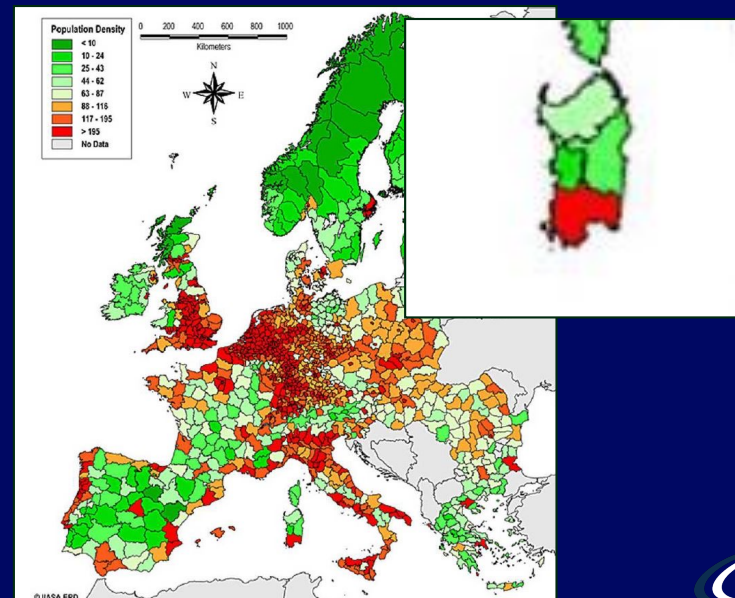 Population Density
< 10
10 - 24
25 - 43
44 - 62
63 - 87
88 - 116
117 - 195
> 195
No Data
0 200 400 600 800 1000
Kilometers
N
W E
S
© IIASA ERD